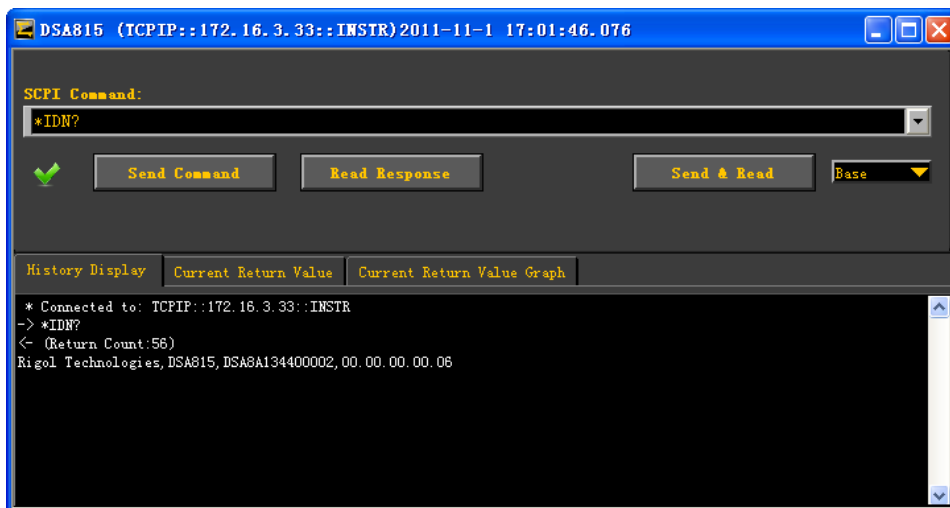 DSA815 (TCPIP::172.16.3.33::INSTR)2011-11-1 17:01:46.076
SCPI Command:
*IDN?
Send Command Read Response Send & Read Base
History Display Current Return Value Current Return Value Graph
* Connected to: TCPIP::172.16.3.33::INSTR
-> *IDN?
<- (Return Count:56)
Rigol Technologies,DSA815,DSA8A134400002,00.00.00.00.06